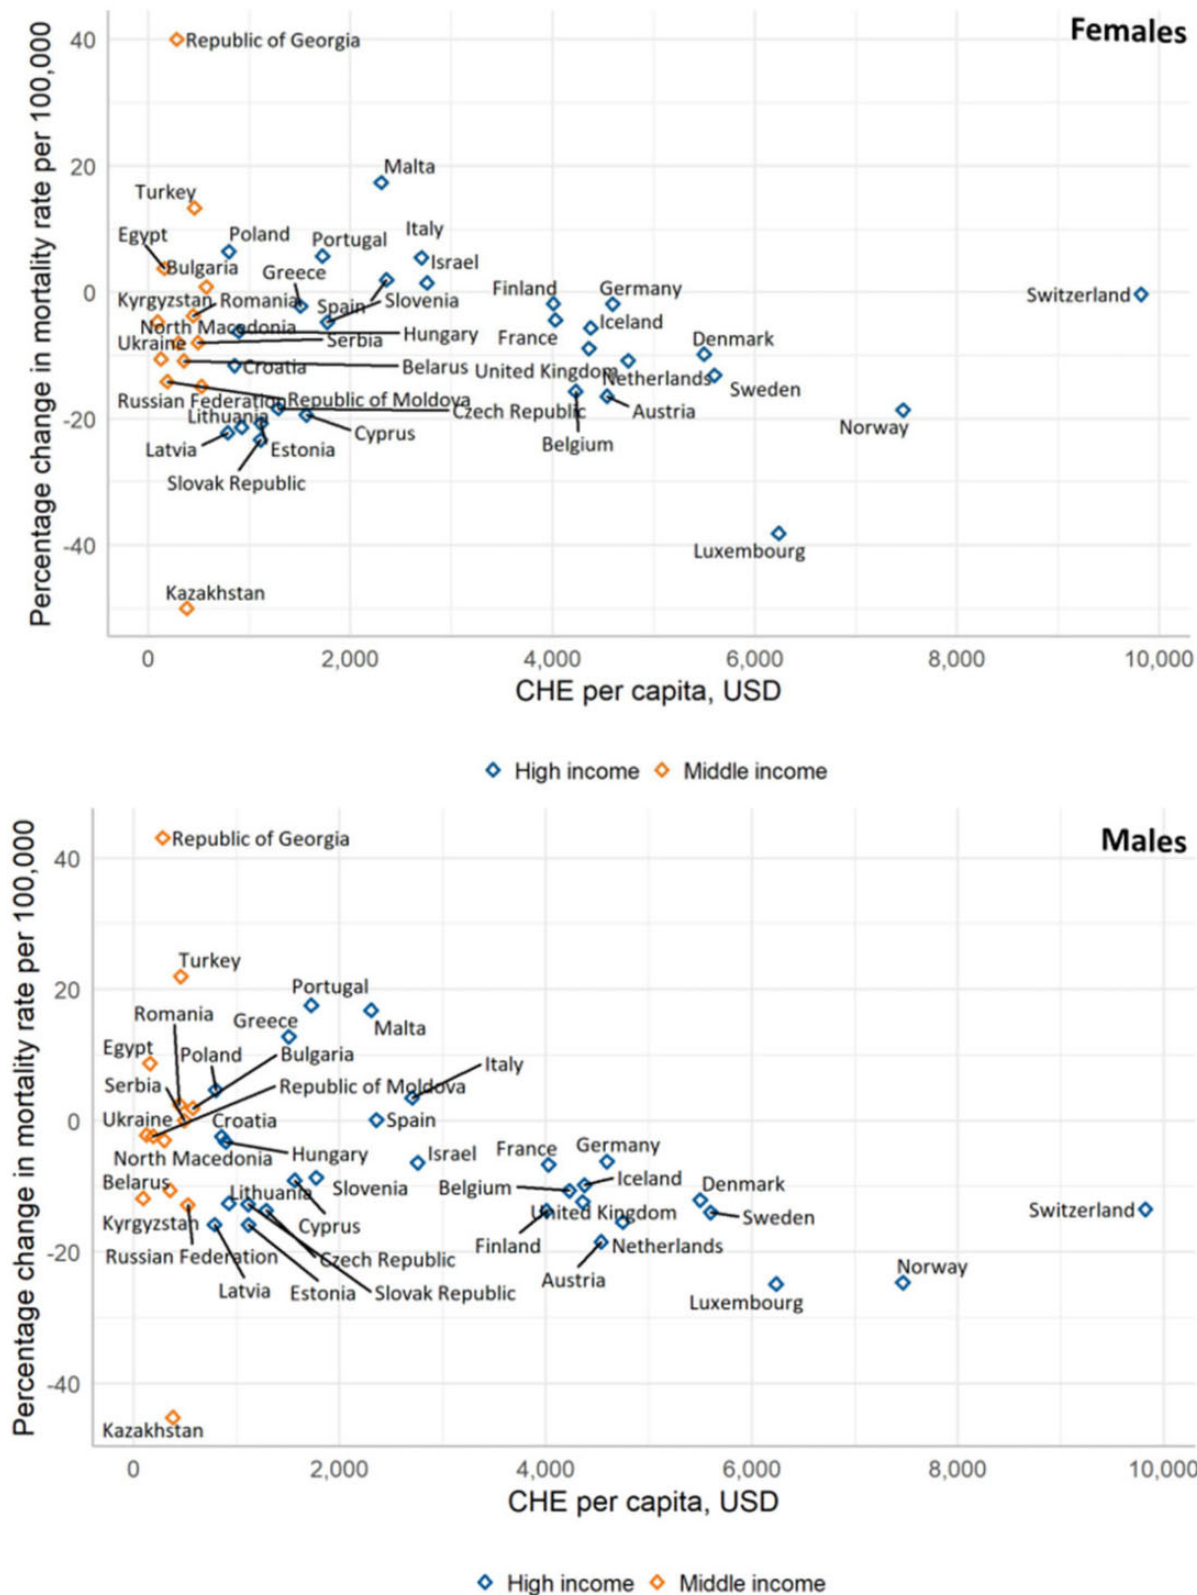 Females
Percentage change in mortality rate per 100,000
40
20
0
-20
-40
Republic of Georgia
Malta
Turkey
Egypt
Poland
Portugal
Italy
Bulgaria
Greece
Israel
Finland
Germany
Switzerland
Kyrgyzstan
Romania
Spain
Slovenia
North Macedonia
Hungary
Iceland
Ukraine
Serbia
France
Denmark
Croatia
Belarus
United Kingdom
Netherlands
Sweden
Russian Federation
Republic of Moldova
Lithuania
Czech Republic
Austria
Norway
Latvia
Estonia
Cyprus
Belgium
Slovak Republic
Luxembourg
Kazakhstan
0 2,000 4,000 6,000 8,000 10,000
CHE per capita, USD
High income Middle income
Males
Percentage change in mortality rate per 100,000
40
20
0
-20
-40
Republic of Georgia
Turkey
Portugal
Romania
Greece
Malta
Egypt
Poland
Bulgaria
Italy
Serbia
Republic of Moldova
Ukraine
Croatia
Spain
North Macedonia
Hungary
Israel
France
Germany
Belarus
Lithuania
Slovenia
Belgium
Iceland
Denmark
Kyrgyzstan
Cyprus
United Kingdom
Sweden
Switzerland
Russian Federation
Czech Republic
Finland
Netherlands
Latvia
Estonia
Slovak Republic
Austria
Norway
Luxembourg
Kazakhstan
0 2,000 4,000 6,000 8,000 10,000
CHE per capita, USD
High income Middle income